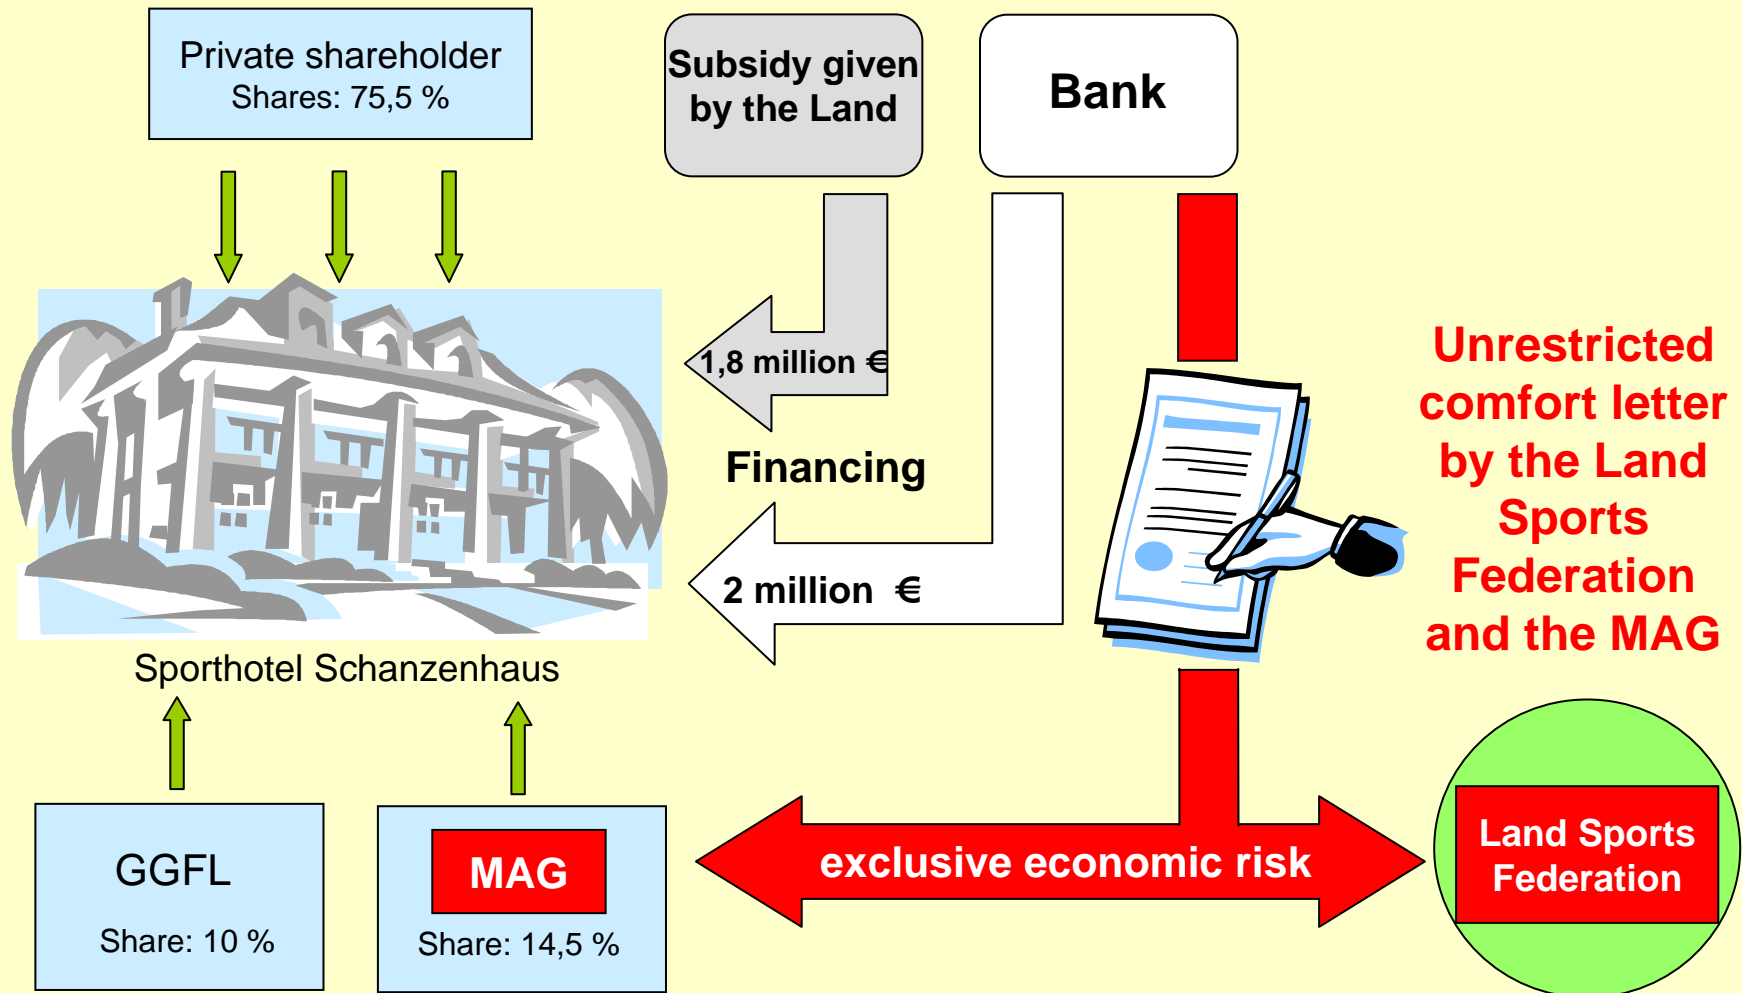 Private shareholder
Shares: 75,5 %
Subsidy given
by the Land
Bank
1,8 million €
Financing
2 million €
Unrestricted
comfort letter
by the Land
Sports
Federation
and the MAG
Sporthotel Schanzenhaus
GGFL
Share: 10 %
MAG
Share: 14,5 %
exclusive economic risk
Land Sports
Federation